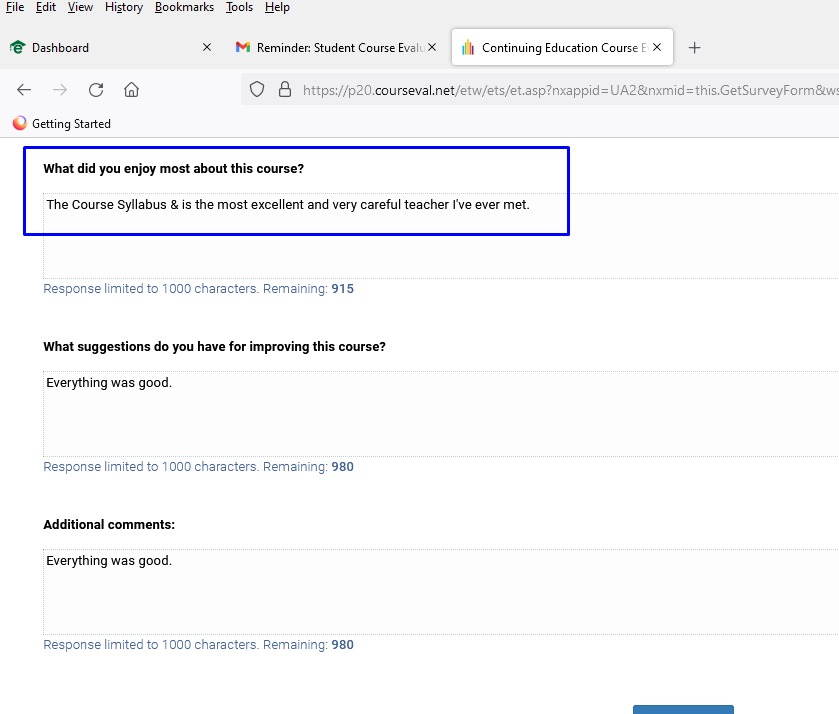 File Edit View History Bookmarks Tools Help
Dashboard Reminder: Student Course Evalu Continuing Education Course E
https://p20.courseval.net/etw/ets/et.asp?nxappid=UA2&nxmid=this.GetSurveyForm&ws
Getting Started
What did you enjoy most about this course?
The Course Syllabus & is the most excellent and very careful teacher I've ever met.
Response limited to 1000 characters. Remaining: 915
What suggestions do you have for improving this course?
Everything was good.
Response limited to 1000 characters. Remaining: 980
Additional comments:
Everything was good.
Response limited to 1000 characters. Remaining: 980